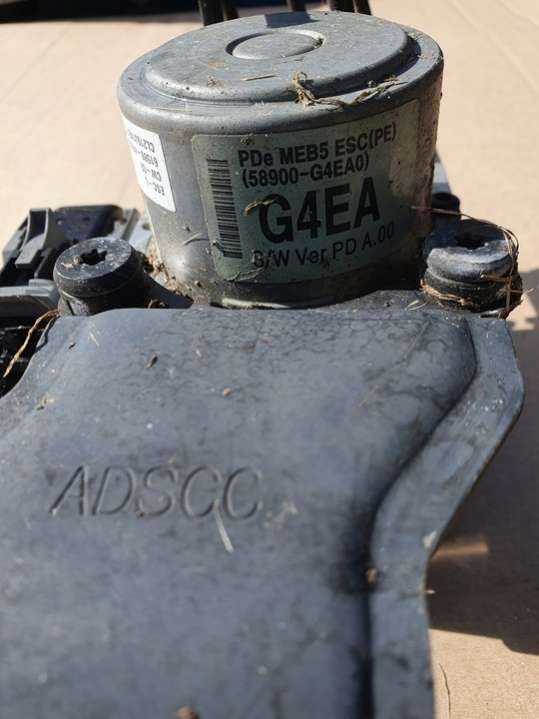 PDe MEB5 ESC(PE)
(58900-G4EA0)
G4EA
S/W Ver PD A.00
ADSCC